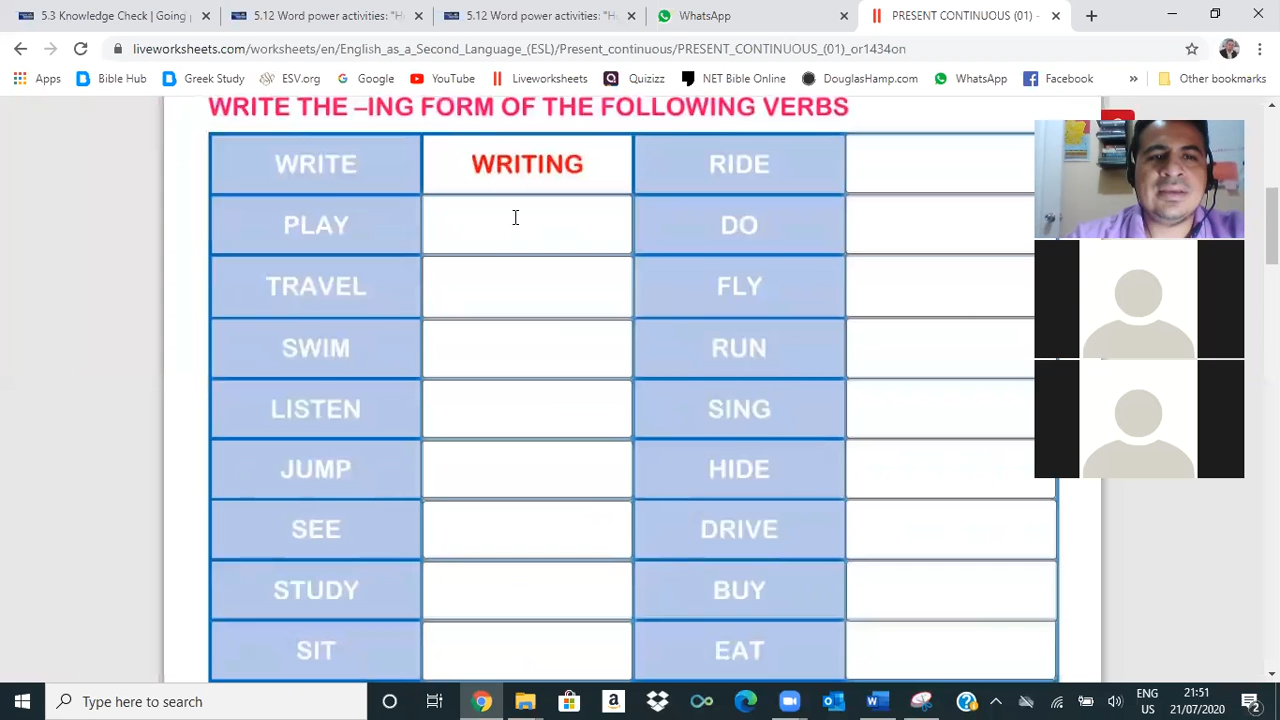 5.3 Knowledge Check | Going
5.12 Word power activities: "H
5.12 Word power activities: "H
WhatsApp
PRESENT CONTINUOUS (01) -
liveworksheets.com/worksheets/en/English_as_a_Second_Language_(ESL)/Present_continuous/PRESENT_CONTINUOUS_(01)_or1434on
Apps
Bible Hub
Greek Study
ESV.org
Google
YouTube
Liveworksheets
Quizizz
NET Bible Online
DouglasHamp.com
WhatsApp
Facebook
»
Other bookmarks
WRITE THE –ING FORM OF THE FOLLOWING VERBS
WRITE WRITING RIDE
PLAY DO
TRAVEL FLY
SWIM RUN
LISTEN SING
JUMP HIDE
SEE DRIVE
STUDY BUY
SIT EAT
Type here to search
ENG
US
21:51
21/07/2020
2